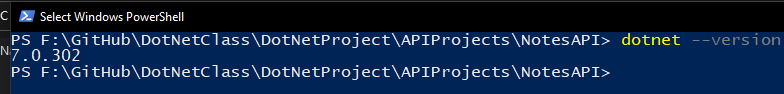 C
Select Windows PowerShell
PS F:\GitHub\DotNetClass\DotNetProject\APIProjects\NotesAPI> dotnet --version
N
7.0.302
PS F:\GitHub\DotNetClass\DotNetProject\APIProjects\NotesAPI>